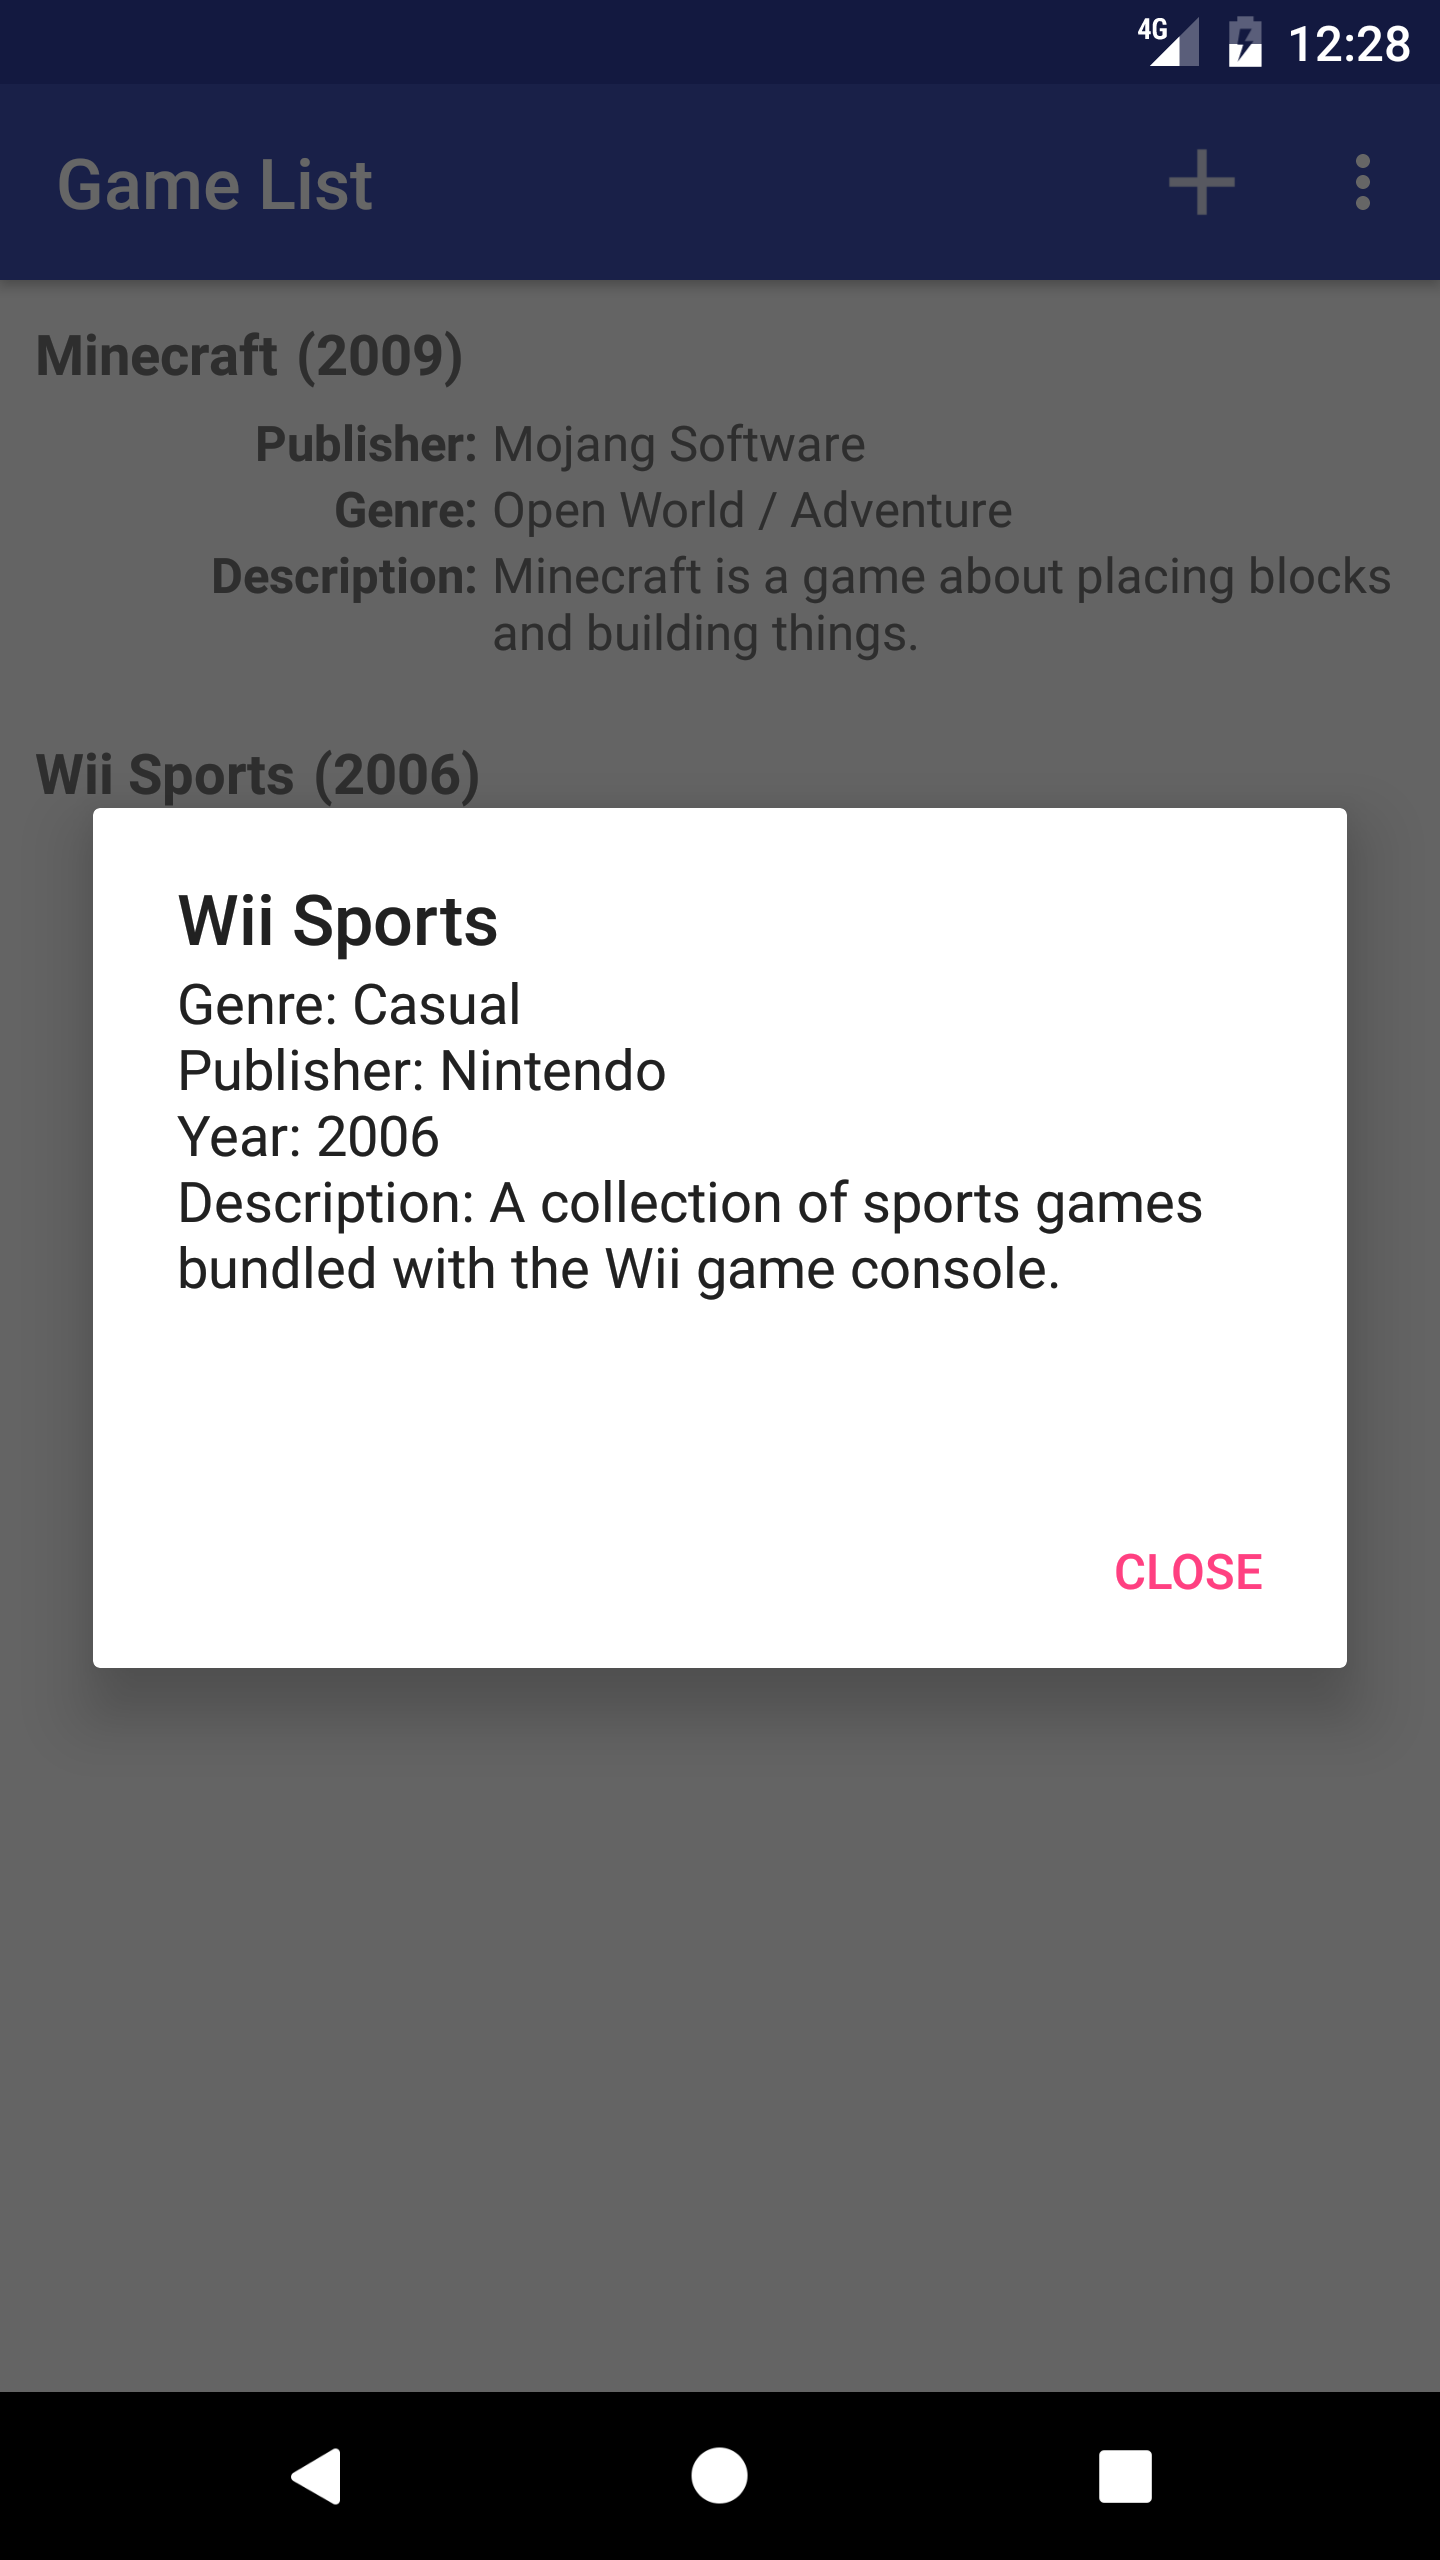 4G 12:28
Game List
Minecraft (2009)
Publisher: Mojang Software
Genre: Open World / Adventure
Description: Minecraft is a game about placing blocks
and building things.
Wii Sports (2006)
Wii Sports
Genre: Casual
Publisher: Nintendo
Year: 2006
Description: A collection of sports games
bundled with the Wii game console.
CLOSE